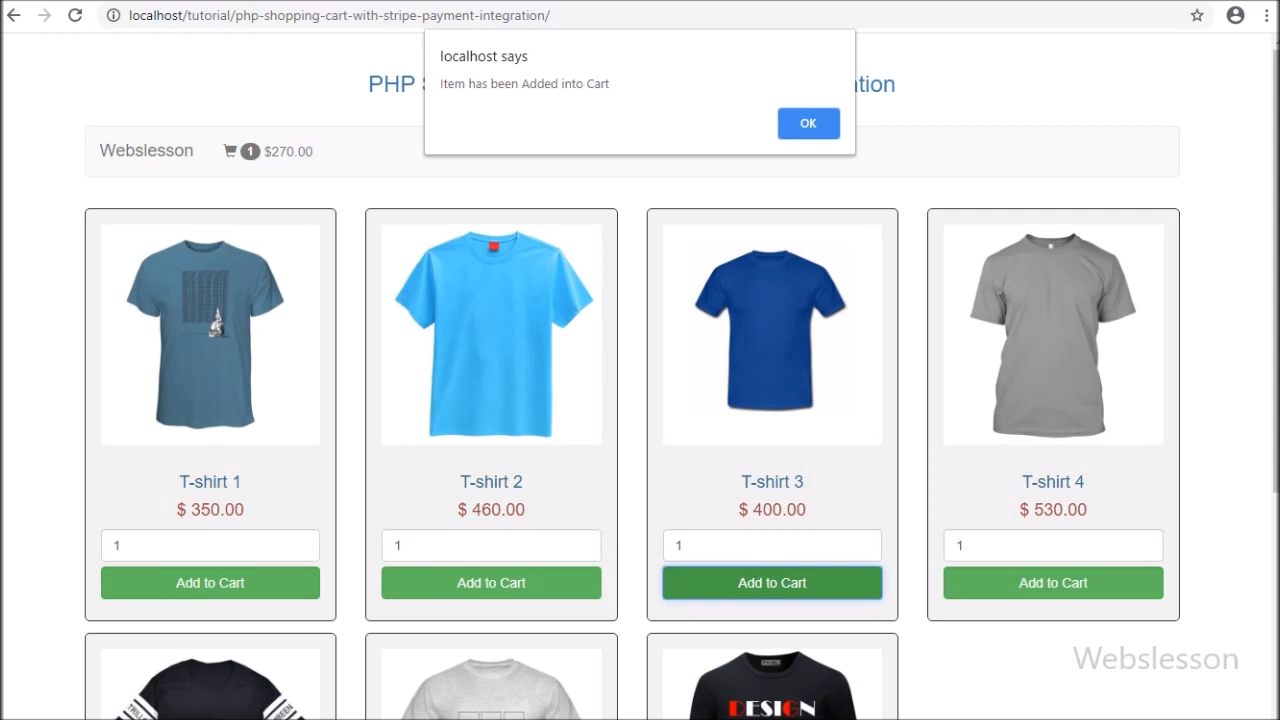 localhost/tutorial/php-shopping-cart-with-stripe-payment-integration/
localhost says
Item has been Added into Cart
OK
PHP
ation
Webslesson 1 $270.00
T-shirt 1
$ 350.00
1
Add to Cart
T-shirt 2
$ 460.00
1
Add to Cart
T-shirt 3
$ 400.00
1
Add to Cart
T-shirt 4
$ 530.00
1
Add to Cart
DESIGN
Webslesson